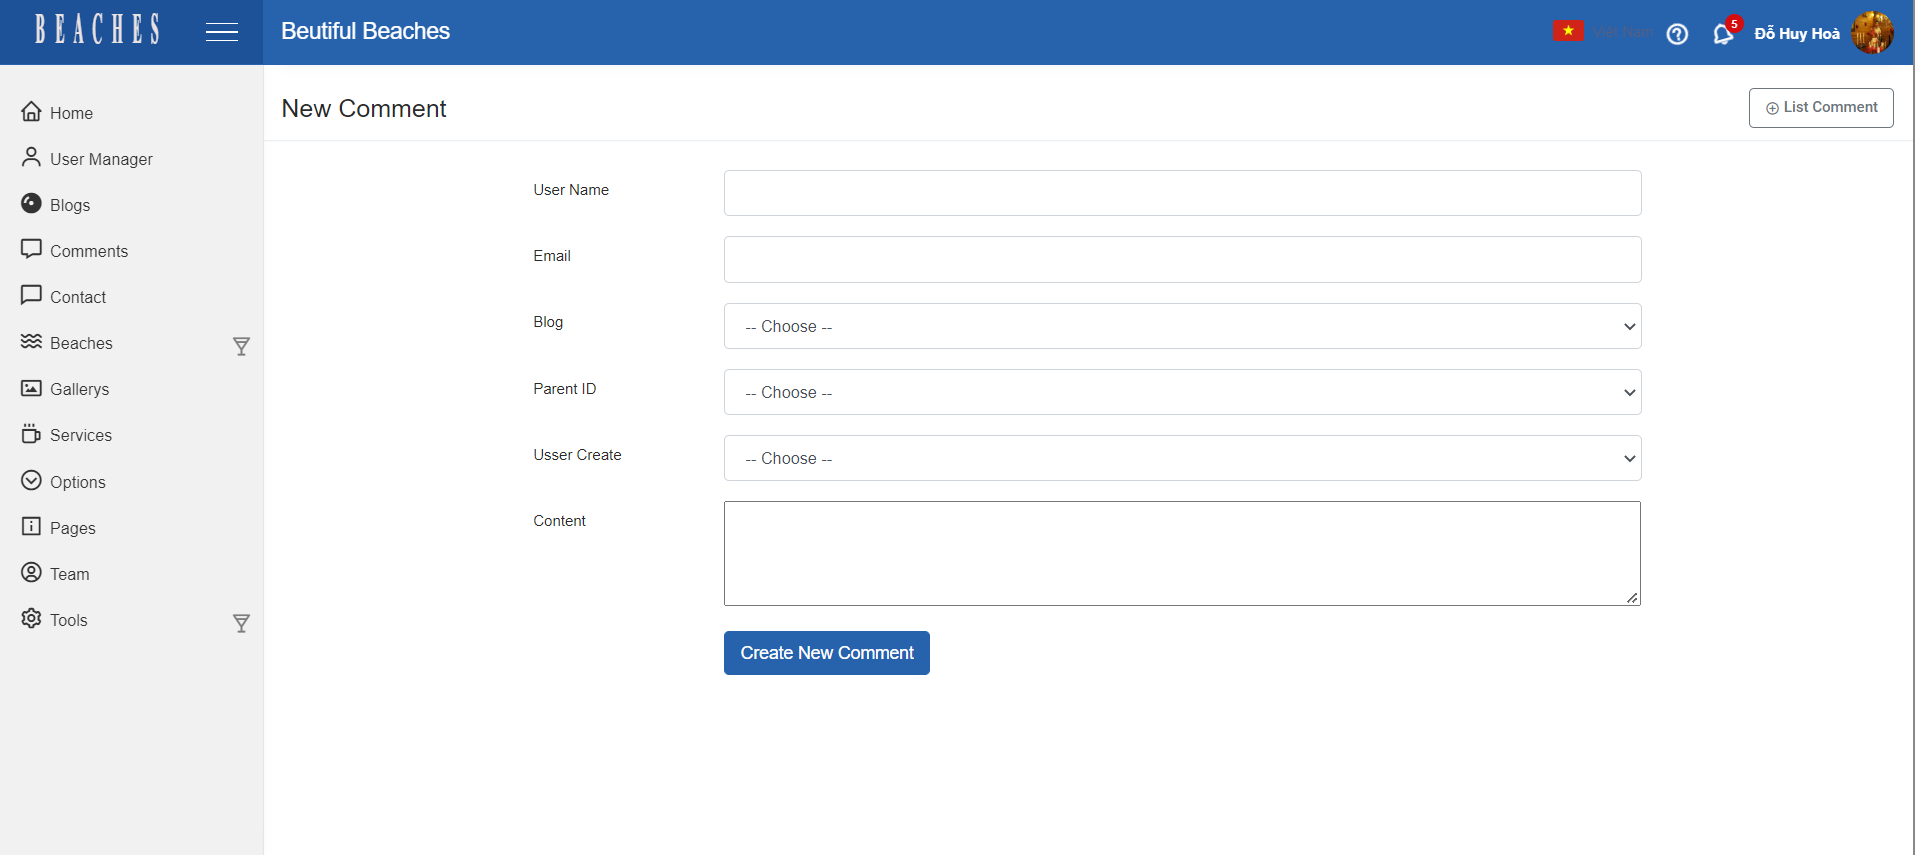 BEACHES
Beutiful Beaches
Việt Nam
5
Đỗ Huy Hoà
Home
User Manager
Blogs
Comments
Contact
Beaches
Gallerys
Services
Options
Pages
Team
Tools
New Comment
List Comment
User Name
Email
Blog
-- Choose --
Parent ID
-- Choose --
Usser Create
-- Choose --
Content
Create New Comment